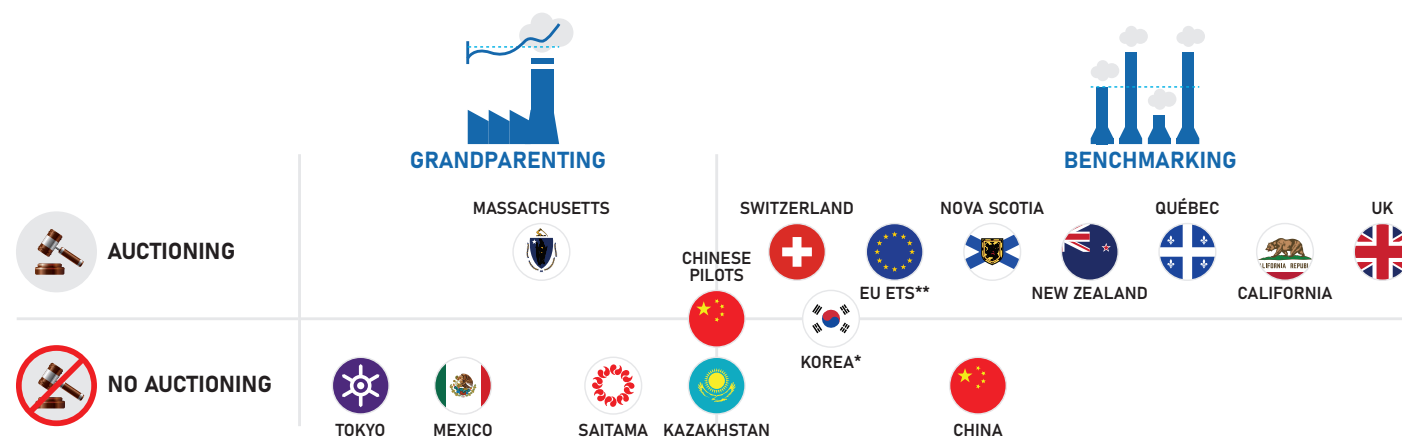 GRANDPARENTING
BENCHMARKING
MASSACHUSETTS
SWITZERLAND
NOVA SCOTIA
QUÉBEC
UK
AUCTIONING
CHINESE
PILOTS
EU ETS**
NEW ZEALAND
CALIFORNIA
KOREA*
NO AUCTIONING
TOKYO
MEXICO
SAITAMA
KAZAKHSTAN
CHINA